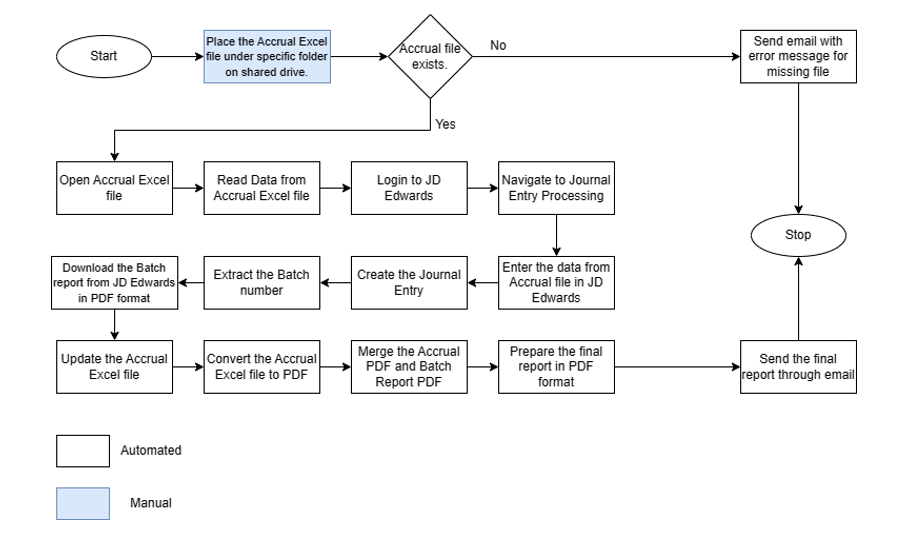 Start
Place the Accrual Excel
file under specific folder
on shared drive.
Accrual file
exists.
No
Send email with
error message for
missing file
Yes
Open Accrual Excel
file
Read Data from
Accrual Excel file
Login to JD
Edwards
Navigate to Journal
Entry Processing
Stop
Download the Batch
report from JD Edwards
in PDF format
Extract the Batch
number
Create the Journal
Entry
Enter the data from
Accrual file in JD
Edwards
Update the Accrual
Excel file
Convert the Accrual
Excel file to PDF
Merge the Accrual
PDF and Batch
Report PDF
Prepare the final
report in PDF
format
Send the final
report through email
Automated
Manual